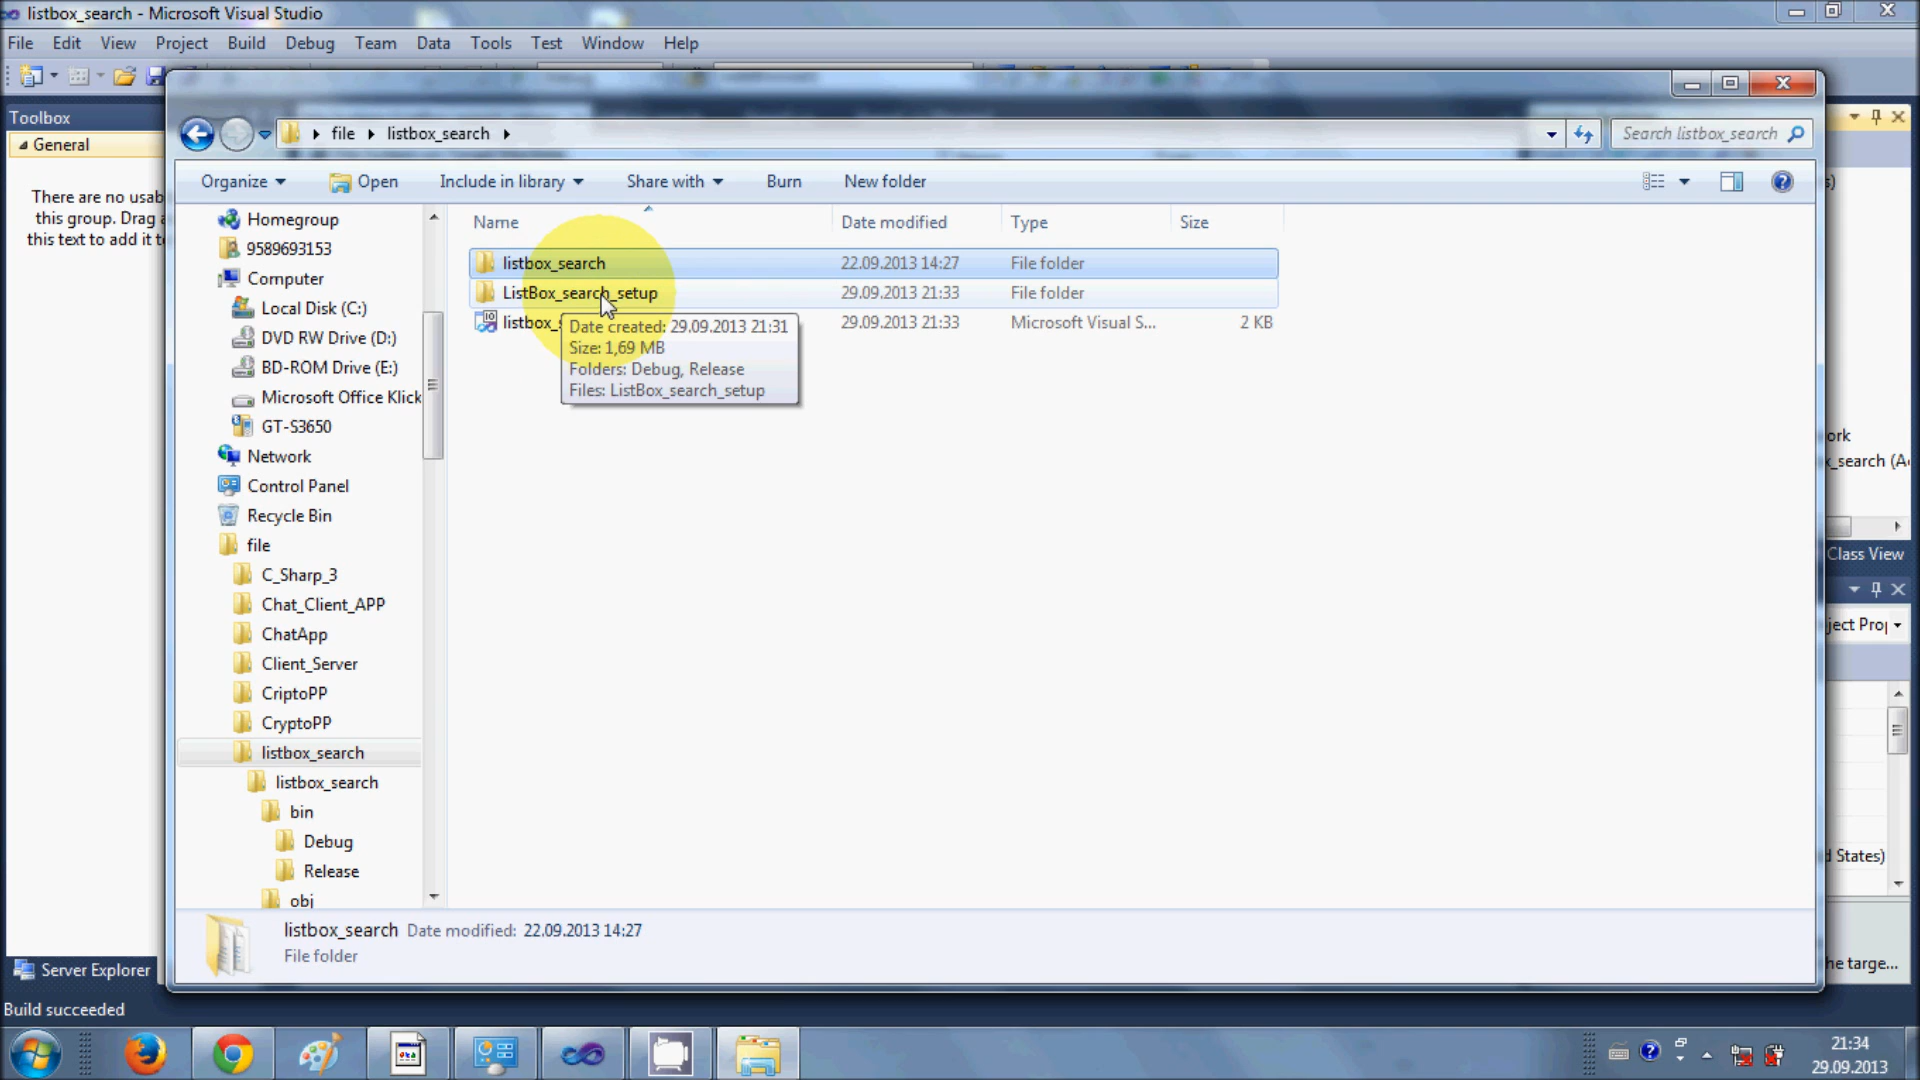 listbox_search - Microsoft Visual Studio
File Edit View Project Build Debug Team Data Tools Test Window Help
Toolbox
General
There are no usab
this group. Drag a
this text to add it t
file listbox_search
Search listbox_search
Organize Open Include in library Share with Burn New folder
Name Date modified Type Size
listbox_search 22.09.2013 14:27 File folder
ListBox_search_setup 29.09.2013 21:33 File folder
listbox_s 29.09.2013 21:33 Microsoft Visual S... 2 KB
Date created: 29.09.2013 21:31
Size: 1,69 MB
Folders: Debug, Release
Files: ListBox_search_setup
Homegroup
9589693153
Computer
Local Disk (C:)
DVD RW Drive (D:)
BD-ROM Drive (E:)
Microsoft Office Klick
GT-S3650
Network
Control Panel
Recycle Bin
file
C_Sharp_3
Chat_Client_APP
ChatApp
Client_Server
CriptoPP
CryptoPP
listbox_search
listbox_search
bin
Debug
Release
obj
listbox_search Date modified: 22.09.2013 14:27
File folder
s)
ork
x_search (A
Class View
ject Prop
d States)
he targe...
Server Explorer
Build succeeded
21:34
29.09.2013